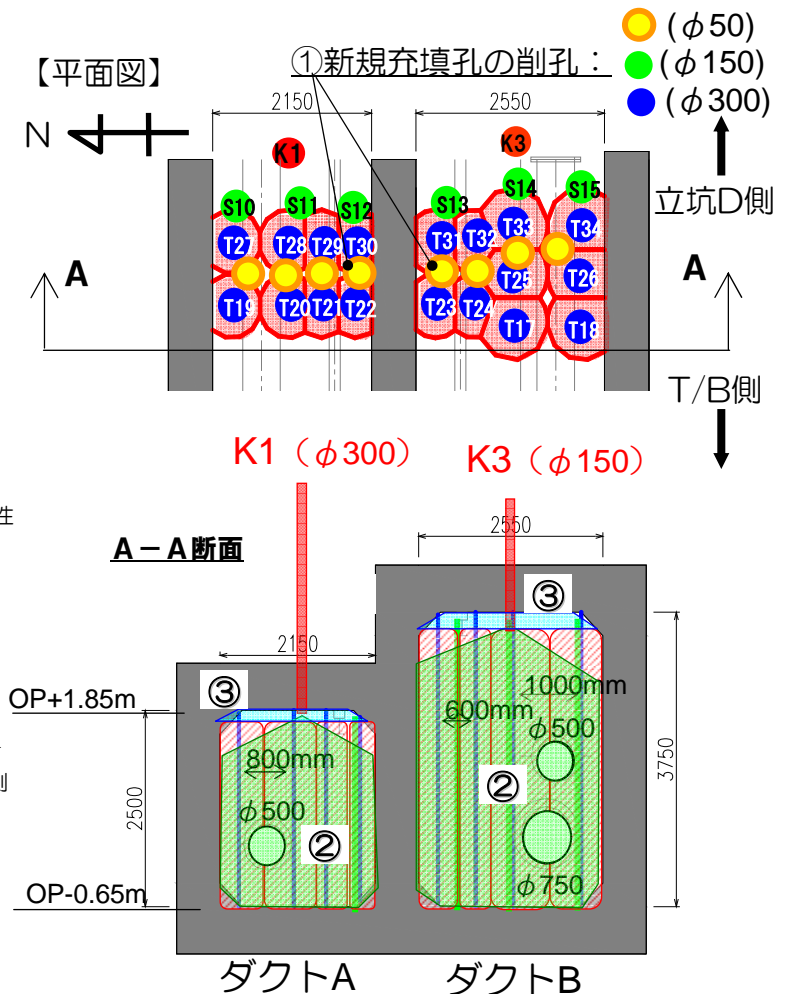 (φ50)
【平面図】
①新規充填孔の削孔：
(φ150)
(φ300)
2150
2550
N
K1
K3
立坑D側
S10
S11
S12
S13
S14
S15
T27
T28
T29
T30
T31
T32
T33
T34
A
A
T19
T20
T21
T22
T23
T24
T25
T26
T17
T18
T/B側
K1（φ300）
K3（φ150）
性
A－A断面
2550
③
2150
③
OP+1.85m
1000mm
600mm
φ500
800mm
②
3750
2500
φ500
②
φ750
OP-0.65m
ダクトA
ダクトB